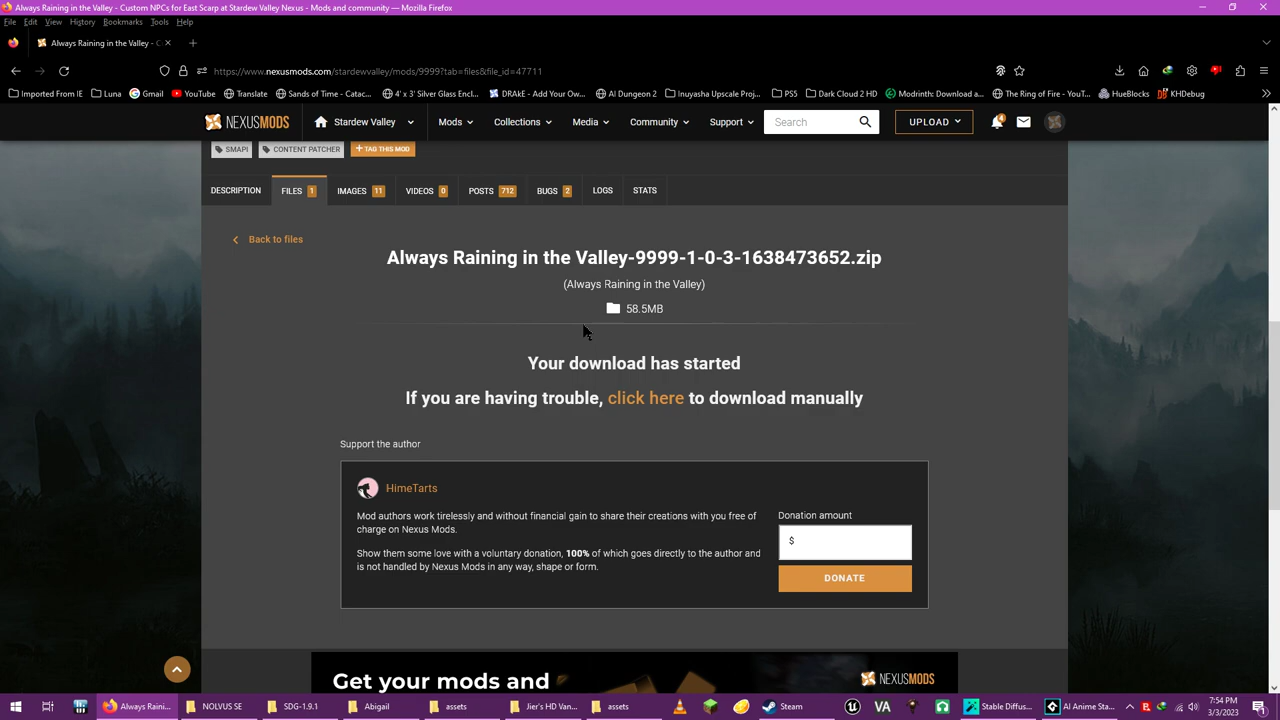 Always Raining in the Valley - Custom NPCs for East Scarp at Stardew Valley Nexus - Mods and community — Mozilla Firefox
File Edit View History Bookmarks Tools Help
Always Raining in the Valley - C
https://www.nexusmods.com/stardewvalley/mods/9999?tab=files&file_id=47711
Imported From IE Luna Gmail YouTube Translate Sands of Time - Catac... 4' x 3' Silver Glass Encl... DRAkE - Add Your Own... AI Dungeon 2 Inuyasha Upscale Proj... PS5 Dark Cloud 2 HD Modrinth: Download a... The Ring of Fire - YouT... HueBlocks KHDebug
NEXUSMODS Stardew Valley Mods Collections Media Community Support Search UPLOAD 4
SMAPI CONTENT PATCHER + TAG THIS MOD
DESCRIPTION FILES 1 IMAGES 11 VIDEOS 0 POSTS 712 BUGS 2 LOGS STATS
Back to files
Always Raining in the Valley-9999-1-0-3-1638473652.zip
(Always Raining in the Valley)
58.5MB
Your download has started
If you are having trouble, click here to download manually
Support the author
HimeTarts
Mod authors work tirelessly and without financial gain to share their creations with you free of
charge on Nexus Mods.
Show them some love with a voluntary donation, 100% of which goes directly to the author and
is not handled by Nexus Mods in any way, shape or form.
Donation amount
$
DONATE
Get your mods and
NEXUSMODS
Always Raini... NOLVUS SE SDG-1.9.1 Abigail assets Jier's HD Van... assets Steam VA Stable Diffus... AI Anime Sta...
7:54 PM
3/3/2023